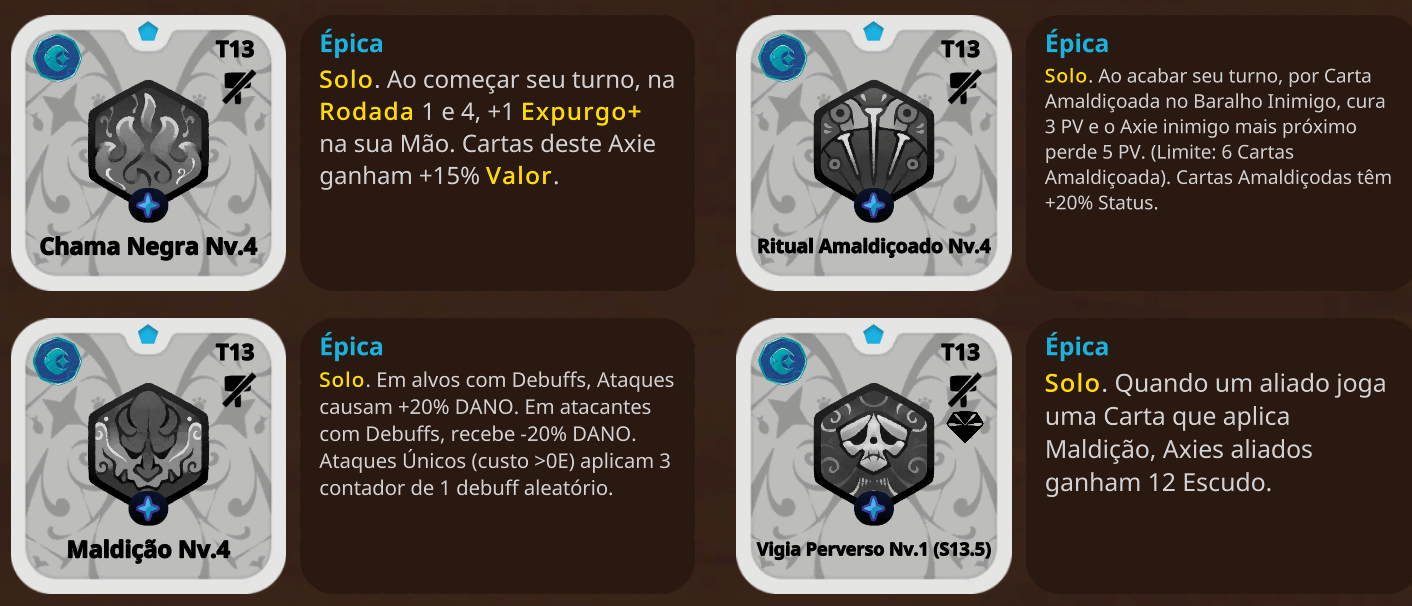 T13
Chama Negra Nv.4
Épica
Solo. Ao começar seu turno, na
Rodada 1 e 4, +1 Expurgo+
na sua Mão. Cartas deste Axie
ganham +15% Valor.
T13
Ritual Amaldiçoado Nv.4
Épica
Solo. Ao acabar seu turno, por Carta
Amaldiçoada no Baralho Inimigo, cura
3 PV e o Axie inimigo mais próximo
perde 5 PV. (Limite: 6 Cartas
Amaldiçoada). Cartas Amaldiçodas têm
+20% Status.
T13
Maldição Nv.4
Épica
Solo. Em alvos com Debuffs, Ataques
causam +20% DANO. Em atacantes
com Debuffs, recebe -20% DANO.
Ataques Únicos (custo >0E) aplicam 3
contador de 1 debuff aleatório.
T13
Vigia Perverso Nv.1 (S13.5)
Épica
Solo. Quando um aliado joga
uma Carta que aplica
Maldição, Axies aliados
ganham 12 Escudo.